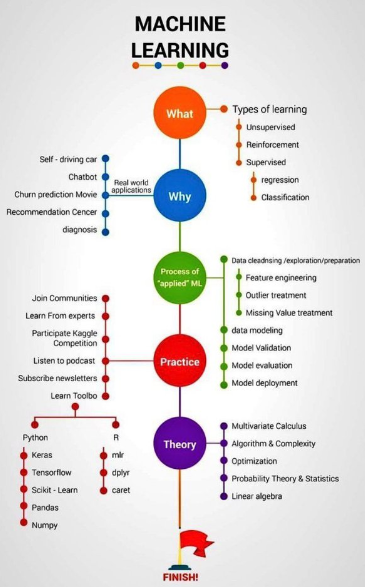 MACHINE
LEARNING
What
Types of learning
Unsupervised
Reinforcement
Supervised
regression
Classification
Self - driving car
Chatbot
Churn prediction Movie
Recommendation Cencer
diagnosis
Real world
applications
Why
Process of
"applied" ML
Data cleadnsing /exploration/preparation
Feature engineering
Outlier treatment
Missing Value treatment
data modeling
Model Validation
Model evaluation
Model deployment
Join Communities
Learn From experts
Participate Kaggle
Competition
Listen to podcast
Subscribe newsletters
Learn Toolbo
Practice
Python
Keras
Tensorflow
Scikit - Learn
Pandas
Numpy
R
mlr
dplyr
caret
Theory
Multivariate Calculus
Algorithm & Complexity
Optimization
Probability Theory & Statistics
Linear algebra
FINISH!